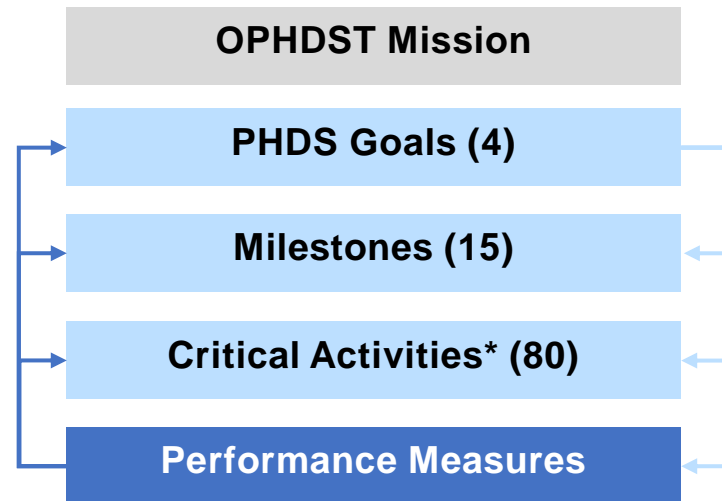 OPHDST Mission
PHDS Goals (4)
Milestones (15)
Critical Activities* (80)
Performance Measures